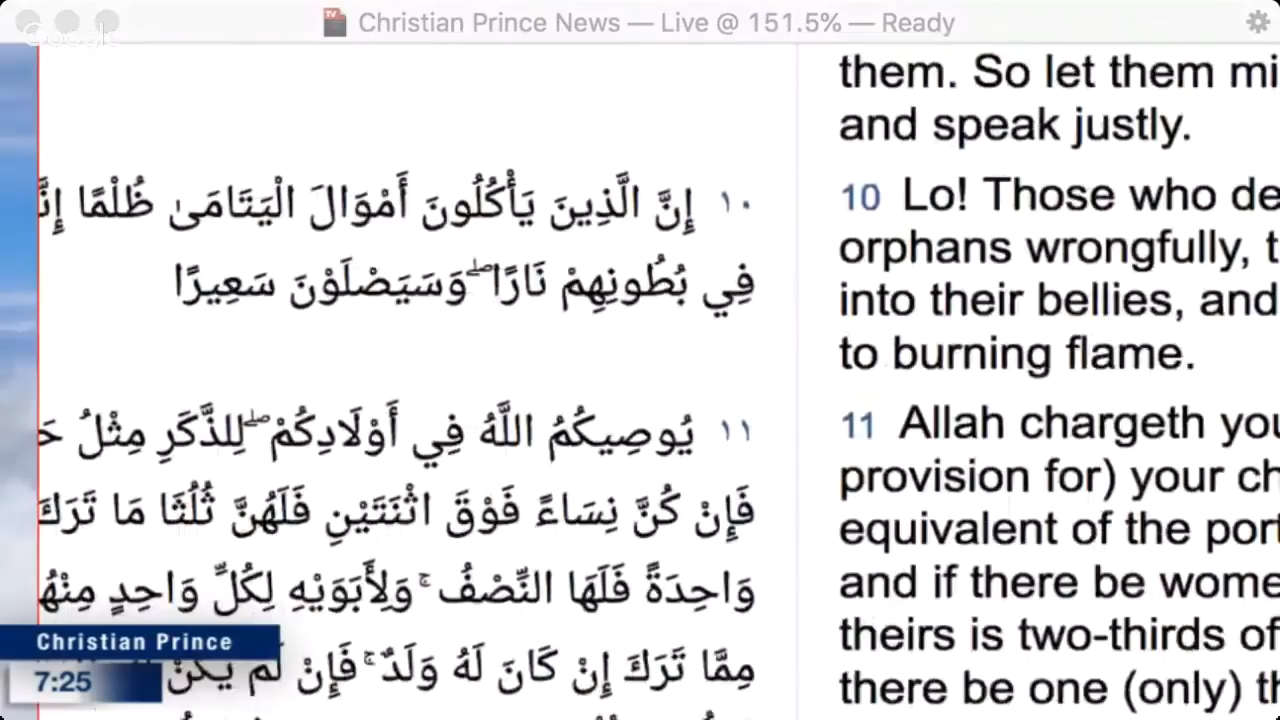 Google
Christian Prince News — Live @ 151.5% — Ready
١٠ إِنَّ الَّذِينَ يَأْكُلُونَ أَمْوَالَ الْيَتَامَىٰ ظُلْمًا إِنَّ
فِي بُطُونِهِمْ نَارًا ۖ وَسَيَصْلَوْنَ سَعِيرًا
١١ يُوصِيكُمُ اللَّهُ فِي أَوْلَادِكُمْ ۖ لِلذَّكَرِ مِثْلُ حَ
فَإِنْ كُنَّ نِسَاءً فَوْقَ اثْنَتَيْنِ فَلَهُنَّ ثُلُثَا مَا تَرَكَ
وَاحِدَةً فَلَهَا النِّصْفُ ۚ وَلِأَبَوَيْهِ لِكُلِّ وَاحِدٍ مِنْهُ
مِمَّا تَرَكَ إِنْ كَانَ لَهُ وَلَدٌ ۚ فَإِنْ لَمْ يَكُنْ
them. So let them mi
and speak justly.
10 Lo! Those who de
orphans wrongfully, t
into their bellies, and
to burning flame.
11 Allah chargeth you
provision for) your ch
equivalent of the port
and if there be wome
theirs is two-thirds of
there be one (only) th
Christian Prince
7:25